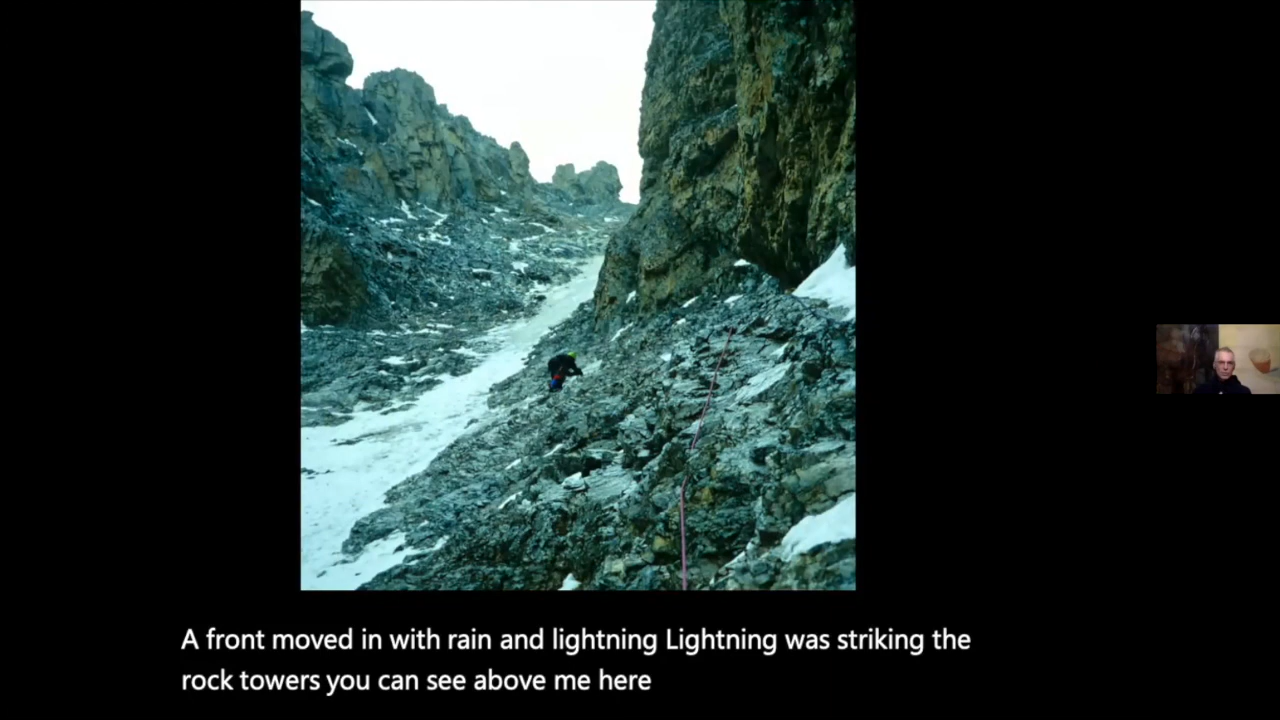 A front moved in with rain and lightning Lightning was striking the
rock towers you can see above me here